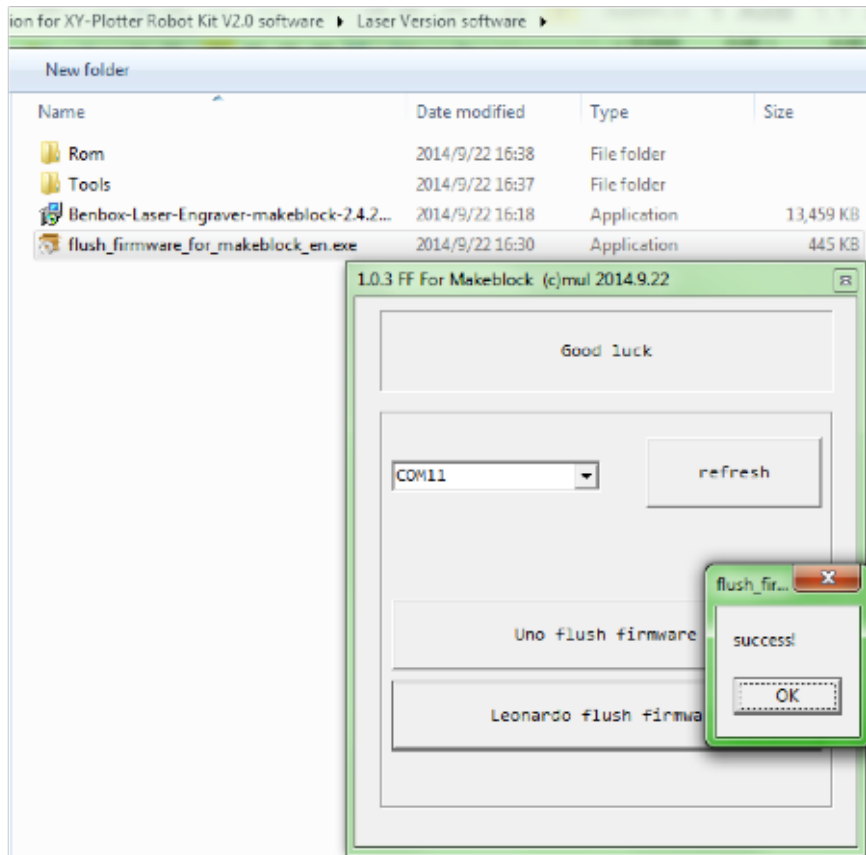 ion for XY-Plotter Robot Kit V2.0 software ▸ Laser Version software ▸
New folder
Name Date modified Type Size
Rom 2014/9/22 16:38 File folder
Tools 2014/9/22 16:37 File folder
Benbox-Laser-Engraver-makeblock-2.4.2... 2014/9/22 16:18 Application 13,459 KB
flush_firmware_for_makeblock_en.exe 2014/9/22 16:30 Application 445 KB
1.0.3 FF For Makeblock (c)mul 2014.9.22
Good luck
COM11 refresh
flush_fir...
Uno flush firmware
success!
OK
Leonardo flush firmwa